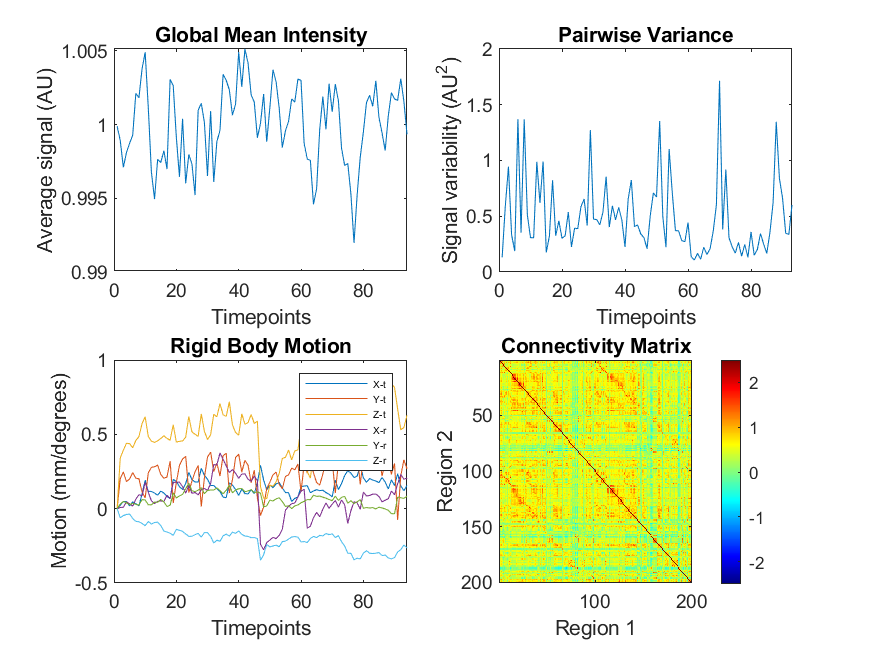 Global Mean Intensity
1.005
1
0.995
0.99
Average signal (AU)
0 20 40 60 80
Timepoints
Pairwise Variance
2
1.5
1
0.5
0
Signal variability (AU²)
0 20 40 60 80
Timepoints
Rigid Body Motion
1
0.5
0
-0.5
Motion (mm/degrees)
X-t
Y-t
Z-t
X-r
Y-r
Z-r
0 20 40 60 80
Timepoints
Connectivity Matrix
50
100
150
200
Region 2
100 200
Region 1
2
1
0
-1
-2